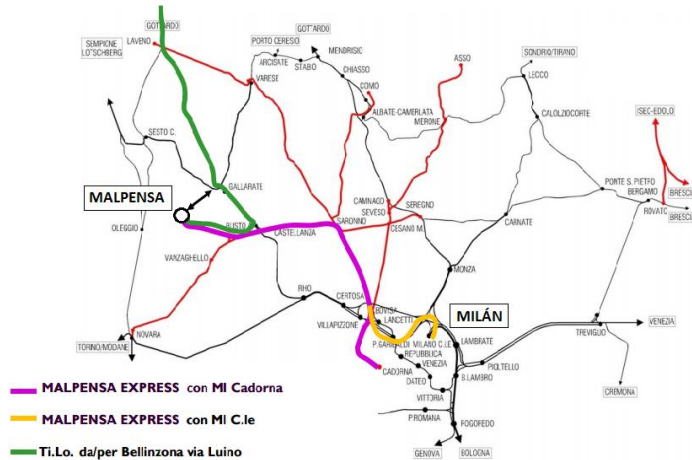 GOTTARDO
GOTTARDO
SEMPIONE
LOTSCHBERG
LAVENO
PORTO CERESIO
MENDRISIO
ARCISATE
STABO
CHIASSO
ASSO
SONDRIO/TIRANO
VARESE
COMO
LECCO
ALBATE-CAMERLATA
MERONE
CALOLZIOCORTE
ISEO-EDOLO
SESTO C.
MALPENSA
GALLARATE
PONTE S. PIETRO
BERGAMO
BRESCIA
ROVATO
BRESCIA
CAMNAGO
SEVESO
SEREGNO
CARNATE
OLEGGIO
BUSTO
SARONNO
CESANO M.
CASTELLANZA
VANZAGHELLO
MONZA
RHO
CERTOSA
BOVISA
MILÁN
VILLAPIZZONE
LANCETTI
NOVARA
TORINO/MODANE
P.GARIBALDI
MILANO C.LE
LAMBRATE
TREVIGLIO
VENEZIA
REPUBBLICA
PIOLTELLO
VENEZIA
CADORNA
DATEO
B.LAMBRO
CREMONA
VITTORIA
P.ROMANA
FOGOFEDO
GENOVA
BOLOGNA
MALPENSA EXPRESS con MI Cadorna
MALPENSA EXPRESS con MI C.le
Ti.Lo. da/per Bellinzona via Luino